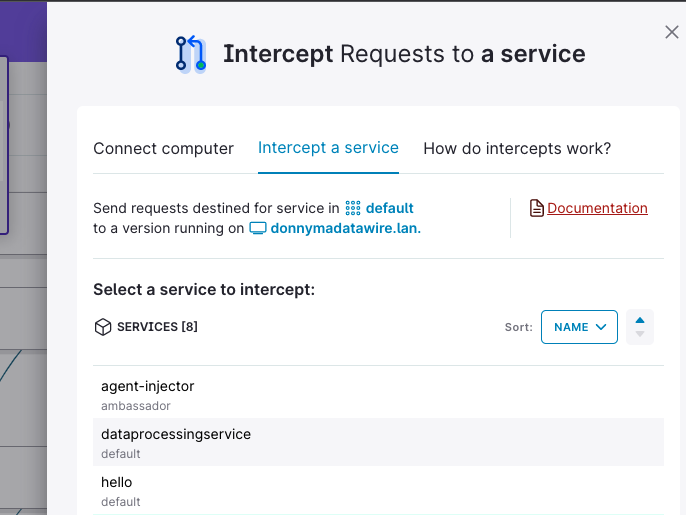 Intercept Requests to a service
Connect computer Intercept a service How do intercepts work?
Send requests destined for service in default
to a version running on donnymadatawire.lan.
Documentation
Select a service to intercept:
SERVICES [8] Sort: NAME
agent-injector
ambassador
dataprocessingservice
default
hello
default